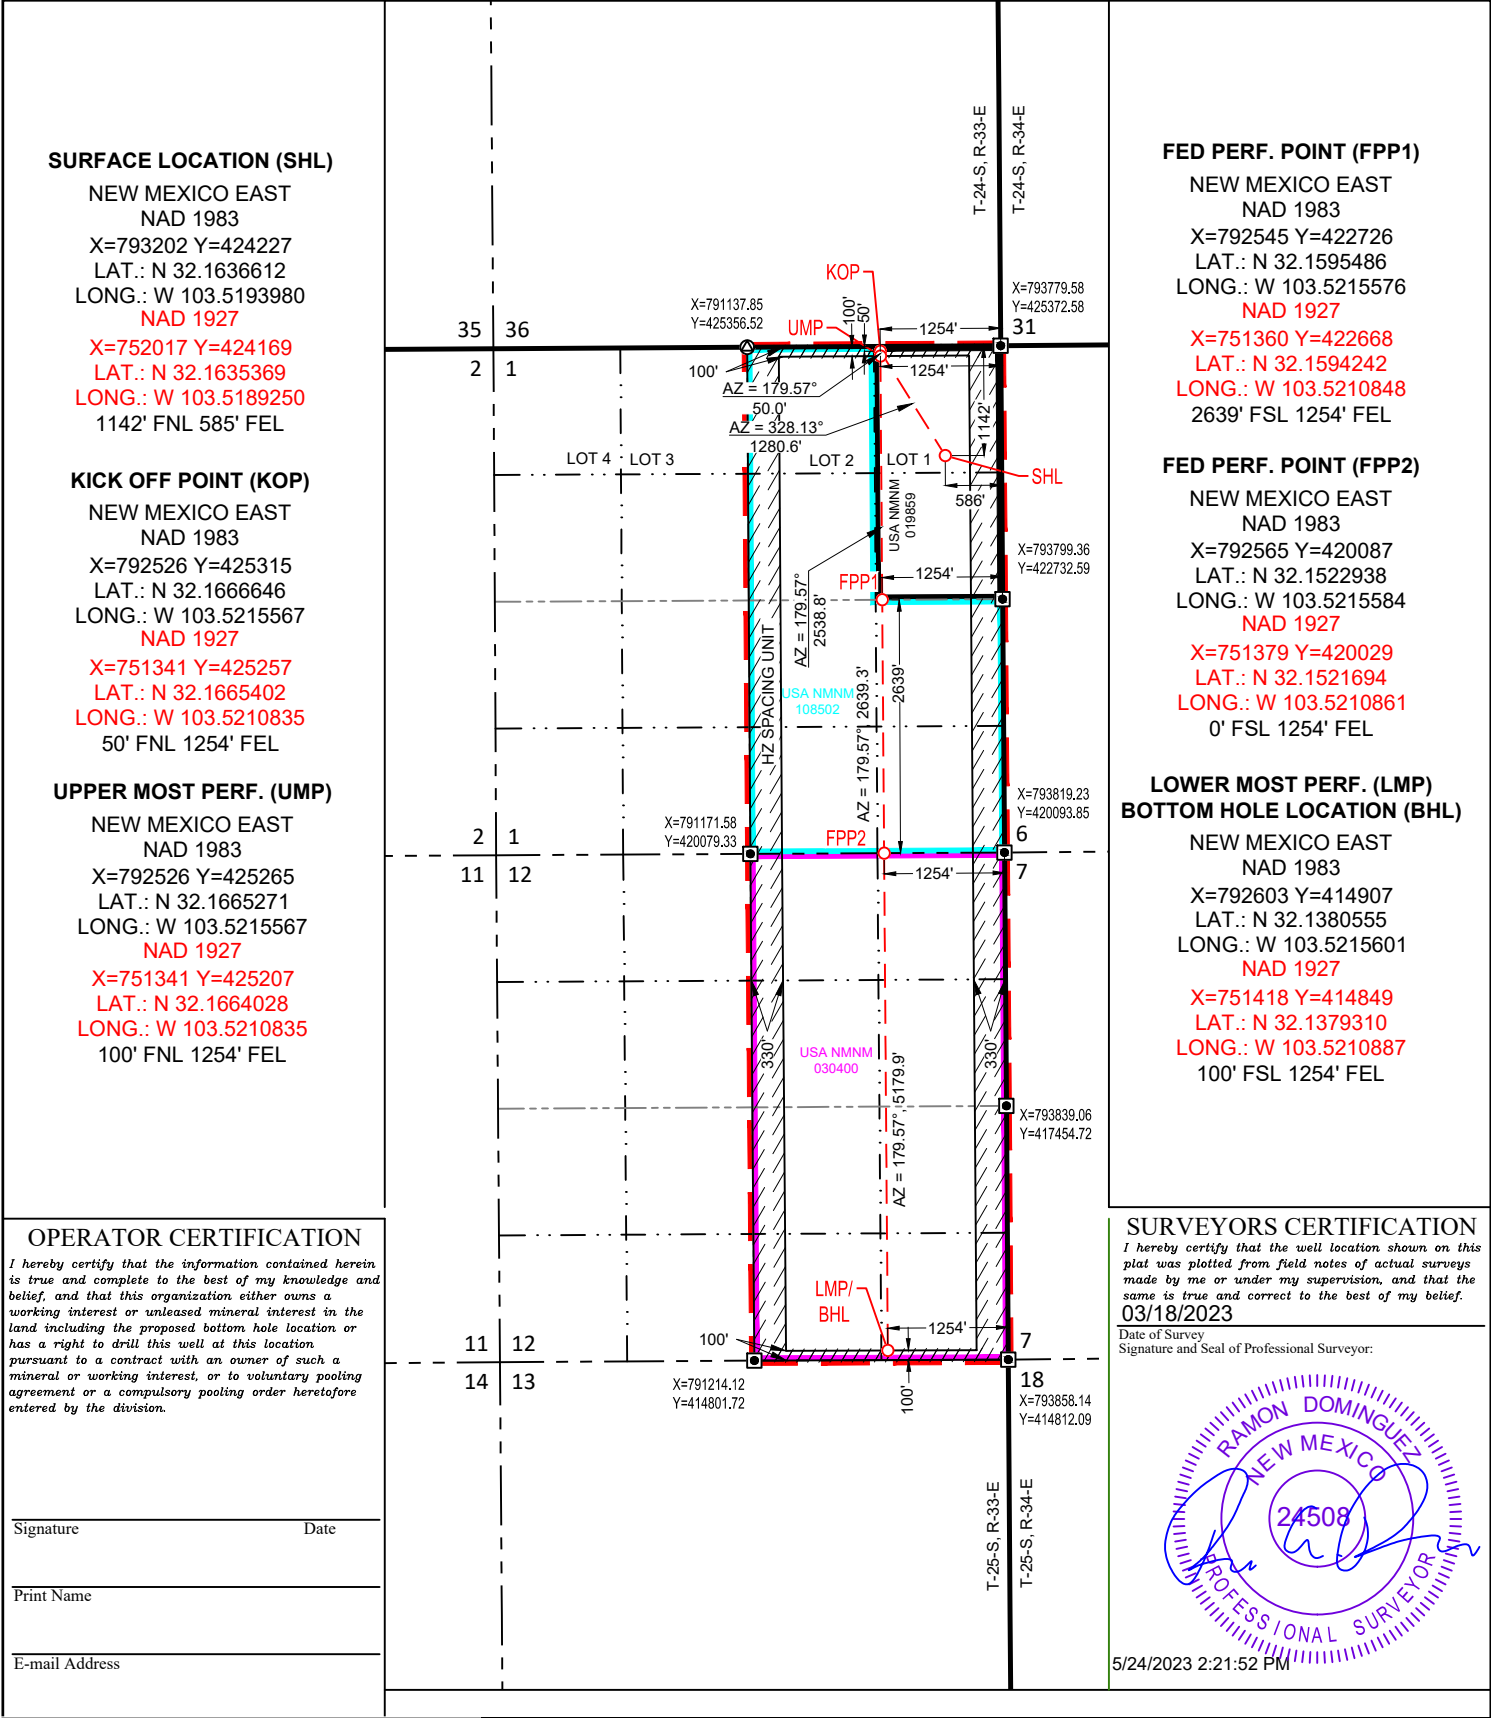 SURFACE LOCATION (SHL)
NEW MEXICO EAST
NAD 1983
X=793202 Y=424227
LAT.: N 32.1636612
LONG.: W 103.5193980
NAD 1927
X=752017 Y=424169
LAT.: N 32.1635369
LONG.: W 103.5189250
1142' FNL 585' FEL
KICK OFF POINT (KOP)
NEW MEXICO EAST
NAD 1983
X=792526 Y=425315
LAT.: N 32.1666646
LONG.: W 103.5215567
NAD 1927
X=751341 Y=425257
LAT.: N 32.1665402
LONG.: W 103.5210835
50' FNL 1254' FEL
UPPER MOST PERF. (UMP)
NEW MEXICO EAST
NAD 1983
X=792526 Y=425265
LAT.: N 32.1665271
LONG.: W 103.5215567
NAD 1927
X=751341 Y=425207
LAT.: N 32.1664028
LONG.: W 103.5210835
100' FNL 1254' FEL
T-24-S, R-33-E
T-24-S, R-34-E
KOP
X=793779.58
Y=425372.58
X=791137.85
Y=425356.52
UMP
100'
50'
1254'
35 36
31
2 1
100'
1254'
AZ = 179.57°
50.0'
AZ = 328.13°
1280.6'
1142'
LOT 4
LOT 3
LOT 2
LOT 1
SHL
586'
USA NMNM
019859
X=793799.36
Y=422732.59
FPP1
1254'
AZ = 179.57°
2538.8'
HZ SPACING UNIT
USA NMNM
108502
AZ = 179.57°, 2639.3'
2639'
X=793819.23
Y=420093.85
X=791171.58
Y=420079.33
FPP2
2 1
6
11 12
1254'
7
330'
330'
USA NMNM
030400
AZ = 179.57°, 5179.9'
X=793839.06
Y=417454.72
LMP/
BHL
100'
1254'
11 12
7
14 13
18
X=791214.12
Y=414801.72
100'
X=793858.14
Y=414812.09
T-25-S, R-33-E
T-25-S, R-34-E
FED PERF. POINT (FPP1)
NEW MEXICO EAST
NAD 1983
X=792545 Y=422726
LAT.: N 32.1595486
LONG.: W 103.5215576
NAD 1927
X=751360 Y=422668
LAT.: N 32.1594242
LONG.: W 103.5210848
2639' FSL 1254' FEL
FED PERF. POINT (FPP2)
NEW MEXICO EAST
NAD 1983
X=792565 Y=420087
LAT.: N 32.1522938
LONG.: W 103.5215584
NAD 1927
X=751379 Y=420029
LAT.: N 32.1521694
LONG.: W 103.5210861
0' FSL 1254' FEL
LOWER MOST PERF. (LMP)
BOTTOM HOLE LOCATION (BHL)
NEW MEXICO EAST
NAD 1983
X=792603 Y=414907
LAT.: N 32.1380555
LONG.: W 103.5215601
NAD 1927
X=751418 Y=414849
LAT.: N 32.1379310
LONG.: W 103.5210887
100' FSL 1254' FEL
OPERATOR CERTIFICATION
I hereby certify that the information contained herein
is true and complete to the best of my knowledge and
belief, and that this organization either owns a
working interest or unleased mineral interest in the
land including the proposed bottom hole location or
has a right to drill this well at this location
pursuant to a contract with an owner of such a
mineral or working interest, or to voluntary pooling
agreement or a compulsory pooling order heretofore
entered by the division.
Signature Date
Print Name
E-mail Address
SURVEYORS CERTIFICATION
I hereby certify that the well location shown on this
plat was plotted from field notes of actual surveys
made by me or under my supervision, and that the
same is true and correct to the best of my belief.
03/18/2023
Date of Survey
Signature and Seal of Professional Surveyor:
RAMON DOMINGUEZ
NEW MEXICO
24508
PROFESSIONAL SURVEYOR
5/24/2023 2:21:52 PM